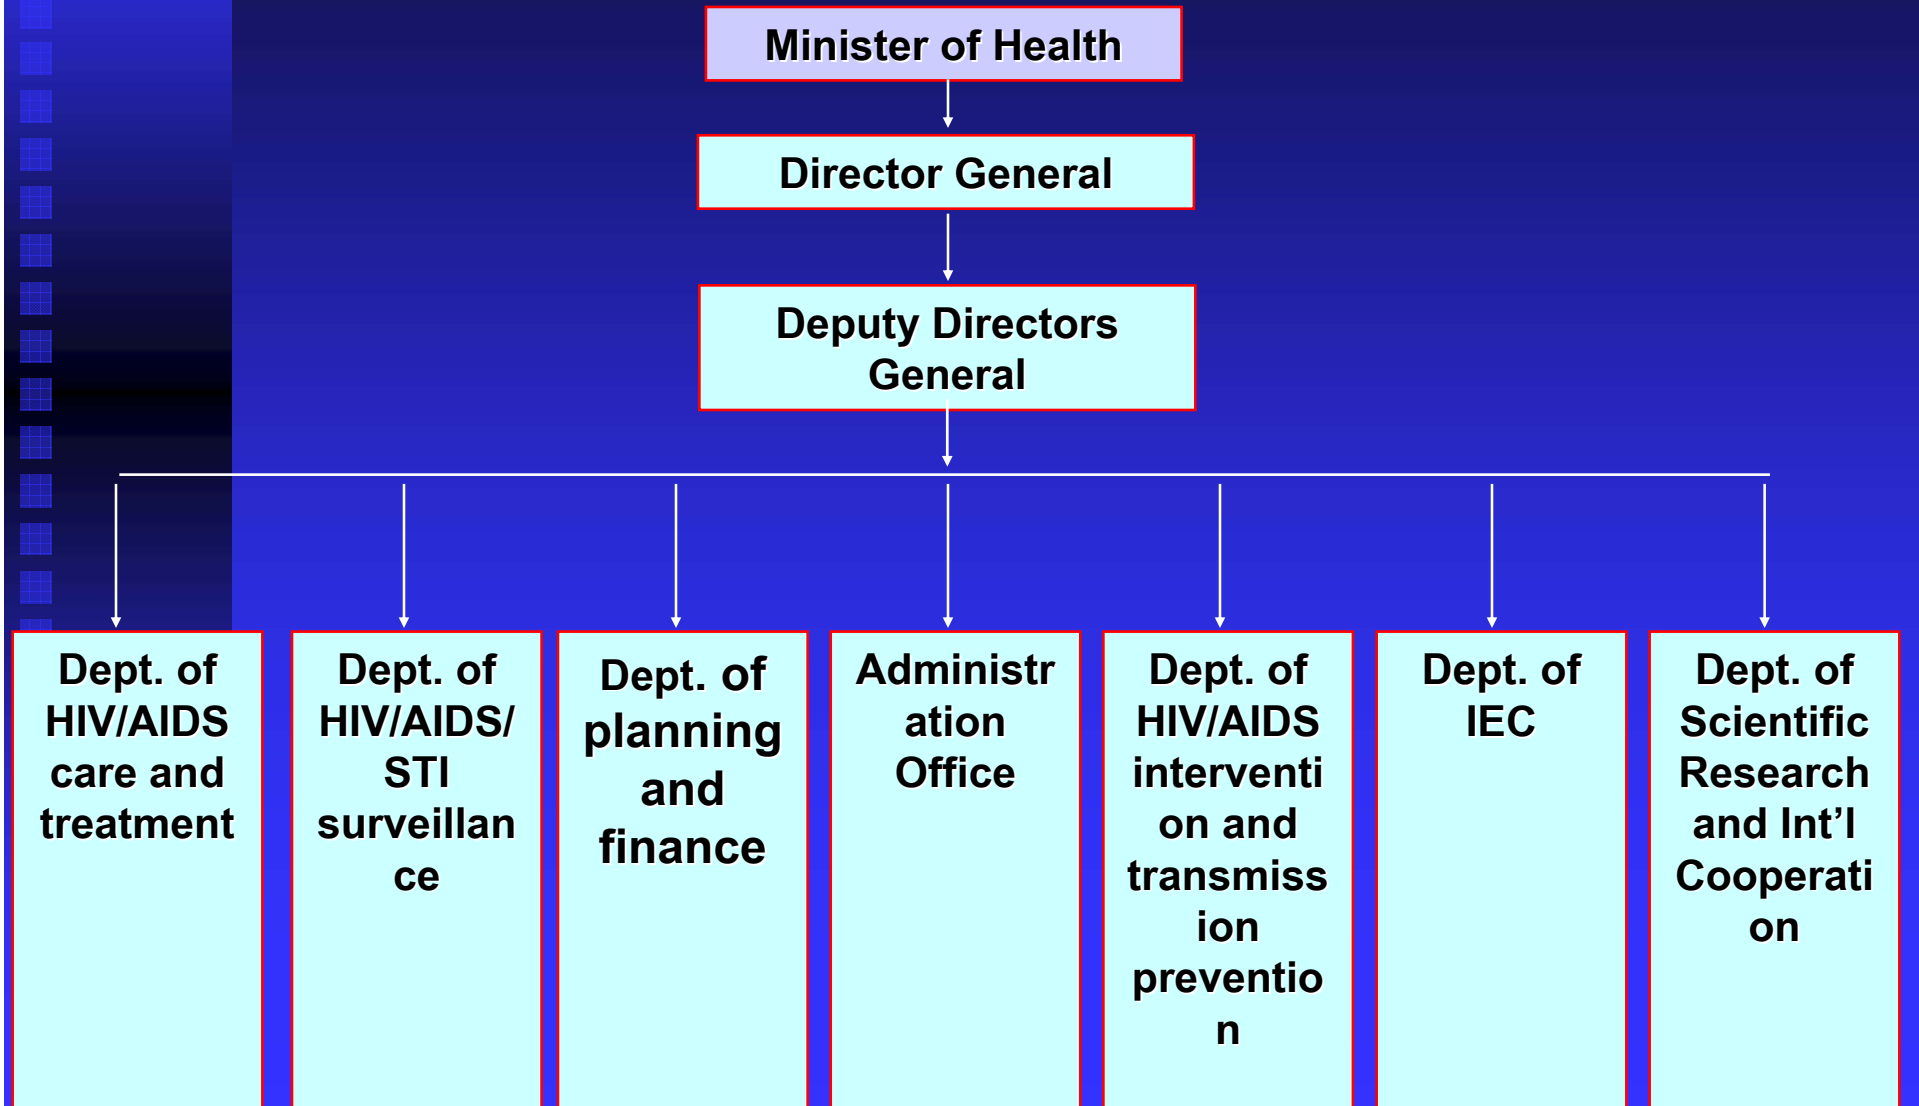 Minister of Health
Director General
Deputy Directors
General
Dept. of
HIV/AIDS
care and
treatment
Dept. of
HIV/AIDS/
STI
surveillan
ce
Dept. of
planning
and
finance
Administr
ation
Office
Dept. of
HIV/AIDS
interventi
on and
transmiss
ion
preventio
n
Dept. of
IEC
Dept. of
Scientific
Research
and Int’l
Cooperati
on